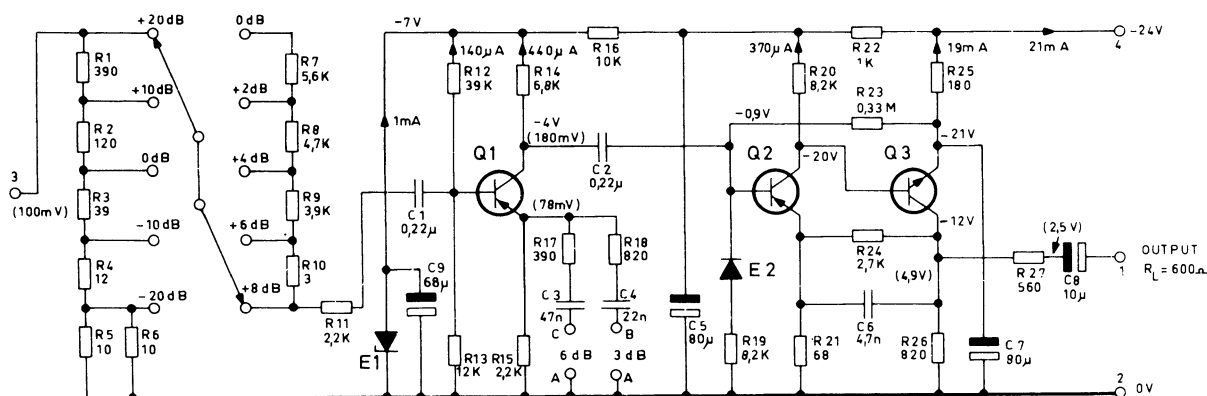 +20dB
0dB
-7V
-24V
4
140µA
440µA
R16
10K
370µA
R22
1K
19mA
21mA
R1
390
R7
5,6K
R12
39K
R14
6,8K
R20
8,2K
R25
180
+10dB
+2dB
R23
0,33M
1mA
-4V
(180mV)
-0,9V
-21V
R2
120
R8
4,7K
Q1
Q2
Q3
-20V
0dB
+4dB
C2
0,22µ
3
(100mV)
R3
39
R9
3,9K
C1
0,22µ
(78mV)
-12V
-10dB
+6dB
R17
390
R18
820
R24
2,7K
(2,5V)
OUTPUT
RL=600Ω
1
R4
12
R10
3
C9
68µ
E2
(4,9V)
R27
560
C8
10µ
-20dB
+8dB
C3
47n
C4
22n
C5
80µ
C6
4,7n
R11
2,2K
C
B
R5
10
R6
10
E1
R13
12K
R15
2,2K
6dB
3dB
R19
8,2K
R21
68
R26
820
C7
80µ
A
A
2
0V